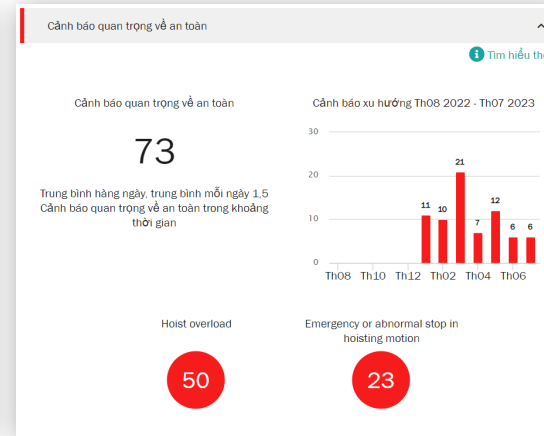 Cảnh báo quan trọng về an toàn
Tìm hiểu
Cảnh báo quan trọng về an toàn
73
Trung bình hàng ngày, trung bình mỗi ngày 1,5
Cảnh báo quan trọng về an toàn trong khoảng
thời gian
Cảnh báo xu hướng Th08 2022 - Th07 2023
30
20
10
0
11 10 21 7 12 6 6
Th08 Th10 Th12 Th02 Th04 Th06
Hoist overload
50
Emergency or abnormal stop in
hoisting motion
23